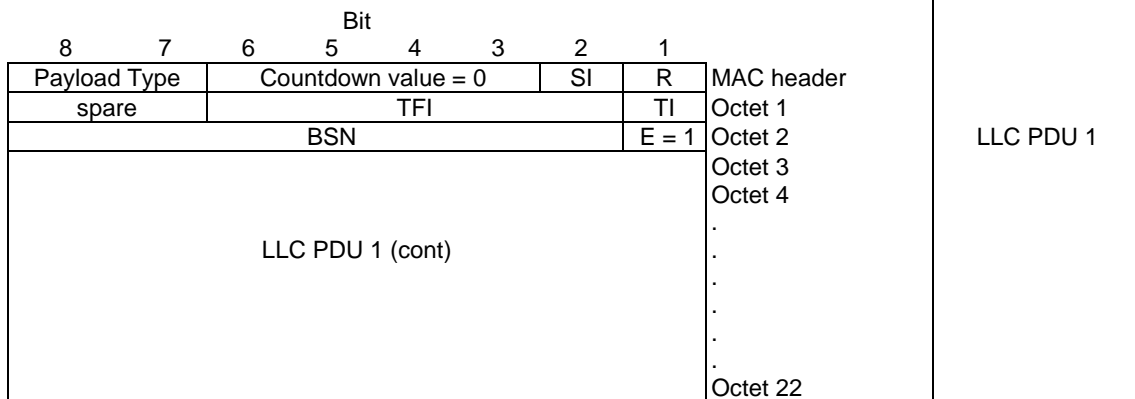 Bit
8 7 6 5 4 3 2 1
Payload Type Countdown value = 0 SI R MAC header
spare TFI TI Octet 1
BSN E = 1 Octet 2 LLC PDU 1
Octet 3
Octet 4
.
LLC PDU 1 (cont) .
.
.
.
.
Octet 22